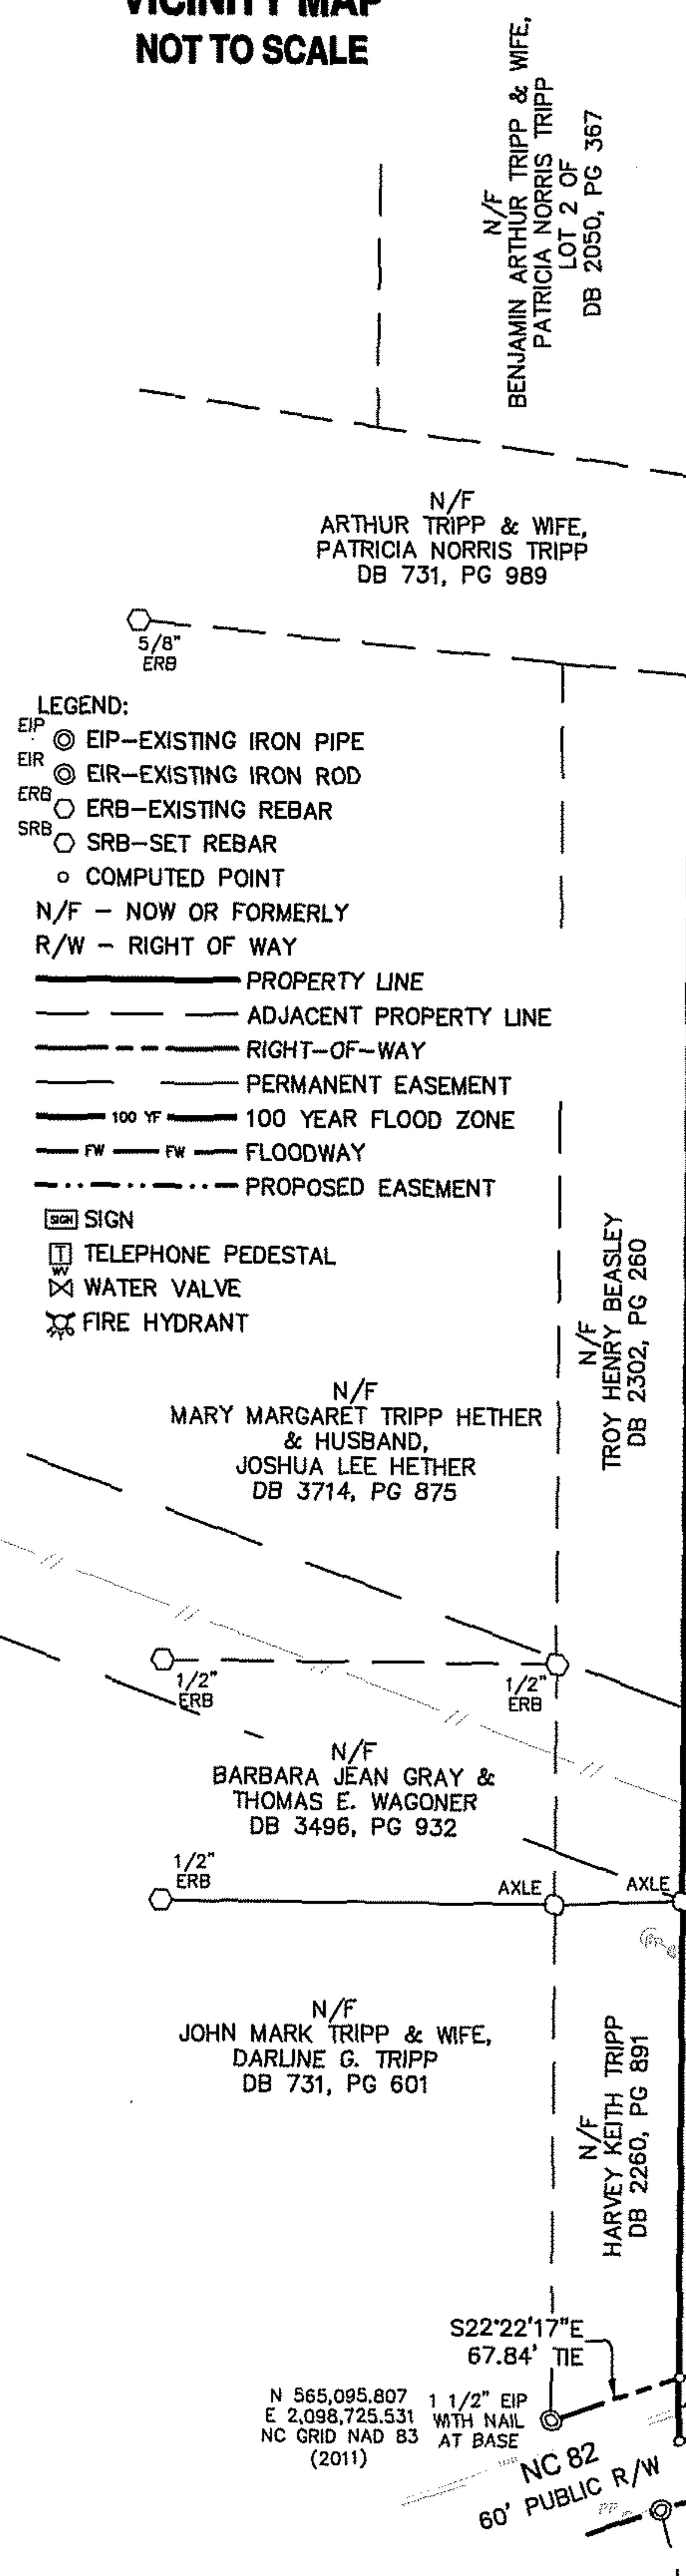 VICINITY MAP
NOT TO SCALE
N/F
BENJAMIN ARTHUR TRIPP & WIFE,
PATRICIA NORRIS TRIPP
LOT 2 OF
DB 2050, PG 367
N/F
ARTHUR TRIPP & WIFE,
PATRICIA NORRIS TRIPP
DB 731, PG 989
5/8"
ERB
LEGEND:
EIP EIP-EXISTING IRON PIPE
EIR EIR-EXISTING IRON ROD
ERB ERB-EXISTING REBAR
SRB SRB-SET REBAR
COMPUTED POINT
N/F - NOW OR FORMERLY
R/W - RIGHT OF WAY
PROPERTY LINE
ADJACENT PROPERTY LINE
RIGHT-OF-WAY
PERMANENT EASEMENT
100 YF 100 YEAR FLOOD ZONE
FW FW FLOODWAY
PROPOSED EASEMENT
SIGN SIGN
T TELEPHONE PEDESTAL
WV
WATER VALVE
FIRE HYDRANT
N/F
TROY HENRY BEASLEY
DB 2302, PG 260
N/F
MARY MARGARET TRIPP HETHER
& HUSBAND,
JOSHUA LEE HETHER
DB 3714, PG 875
1/2"
ERB
1/2"
ERB
N/F
BARBARA JEAN GRAY &
THOMAS E. WAGONER
DB 3496, PG 932
1/2"
ERB
AXLE
AXLE
PP
N/F
JOHN MARK TRIPP & WIFE,
DARLINE G. TRIPP
DB 731, PG 601
N/F
HARVEY KEITH TRIPP
DB 2260, PG 891
S22°22'17"E
67.84' TIE
N 565,095.807
E 2,098,725.531
NC GRID NAD 83
(2011)
1 1/2" EIP
WITH NAIL
AT BASE
NC 82
60' PUBLIC R/W
PP